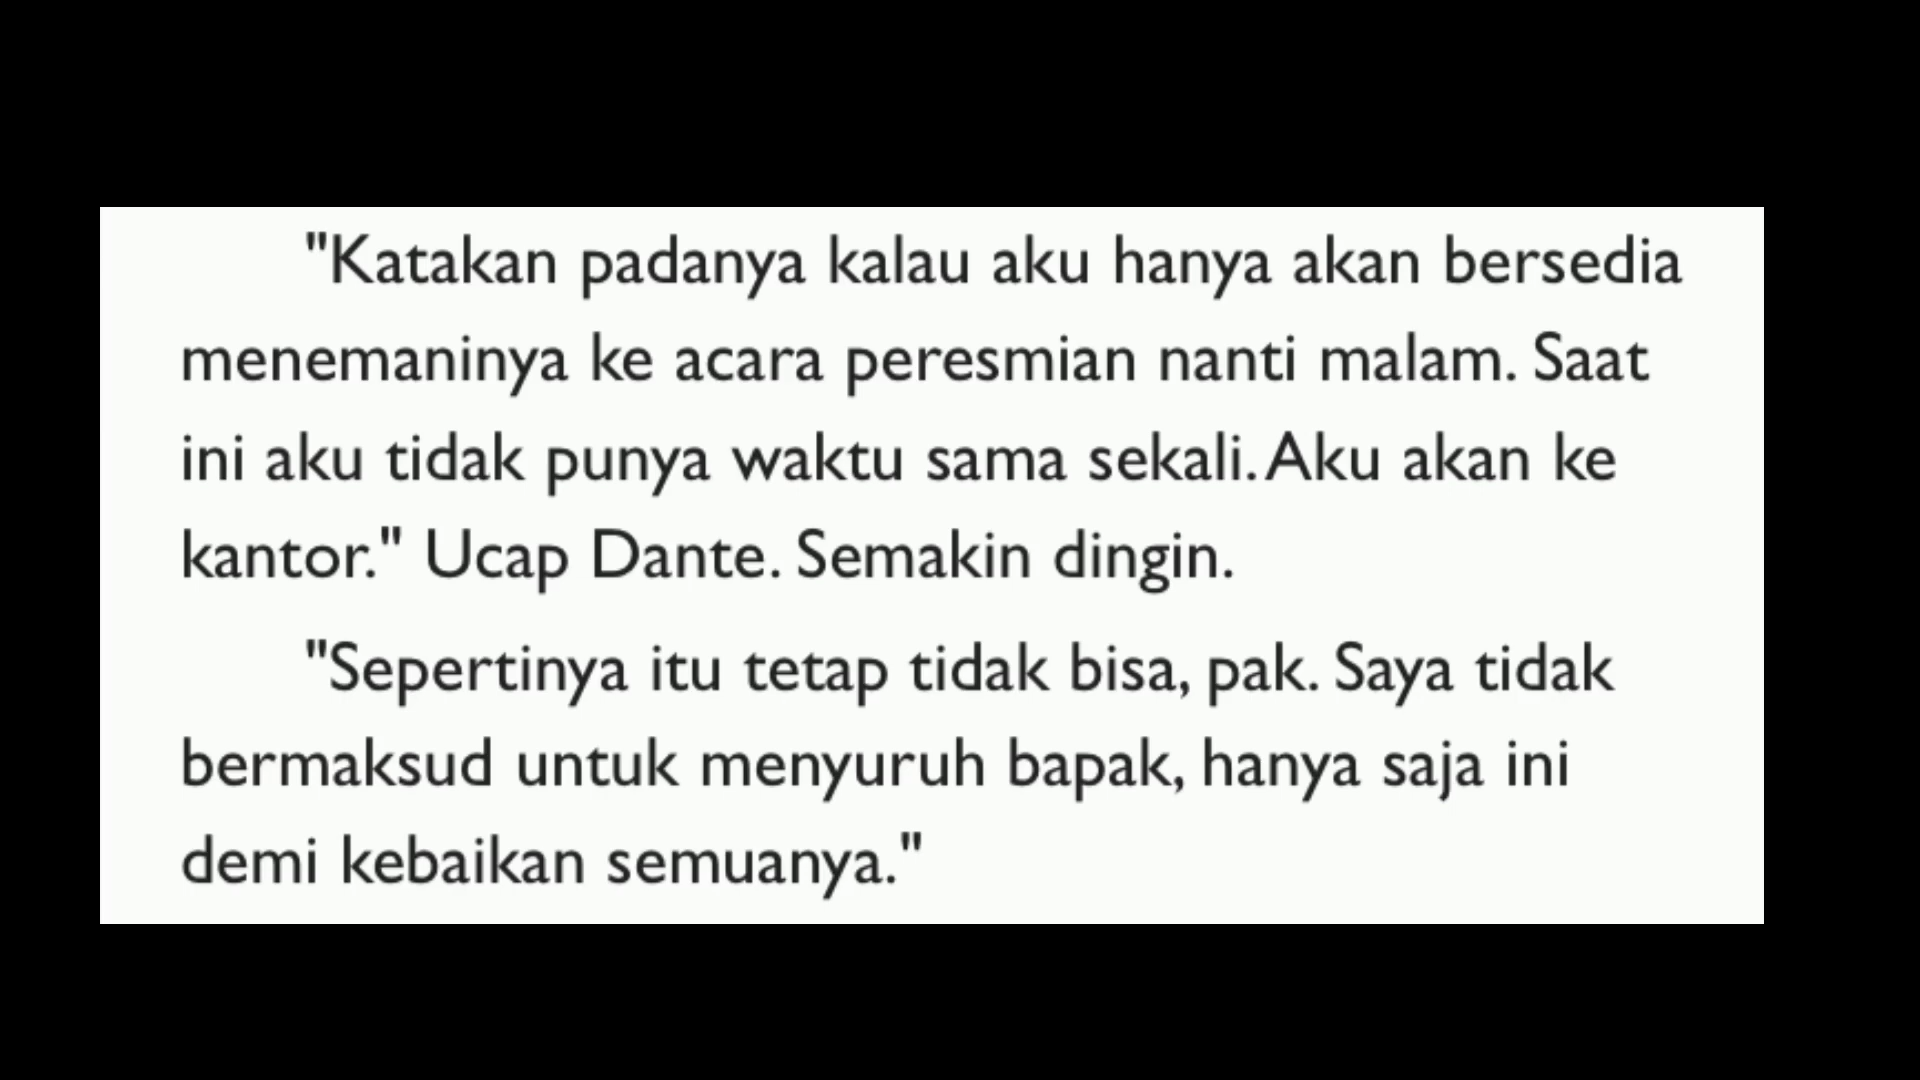 "Katakan padanya kalau aku hanya akan bersedia
menemaninya ke acara peresmian nanti malam. Saat
ini aku tidak punya waktu sama sekali. Aku akan ke
kantor." Ucap Dante. Semakin dingin.
"Sepertinya itu tetap tidak bisa, pak. Saya tidak
bermaksud untuk menyuruh bapak, hanya saja ini
demi kebaikan semuanya."